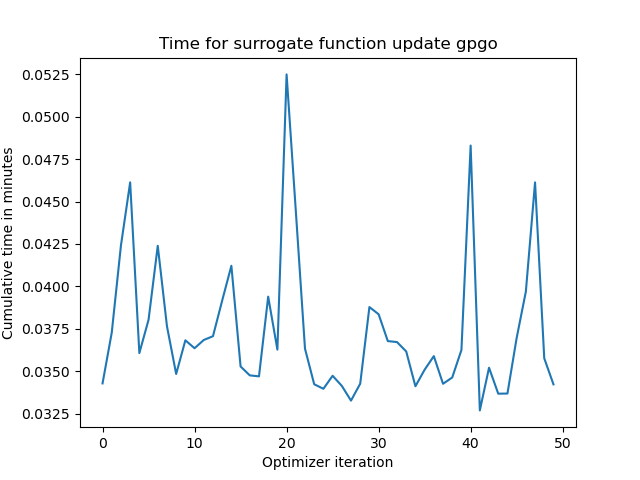 Time for surrogate function update gpgo
Cumulative time in minutes
0.0525
0.0500
0.0475
0.0450
0.0425
0.0400
0.0375
0.0350
0.0325
0 10 20 30 40 50
Optimizer iteration